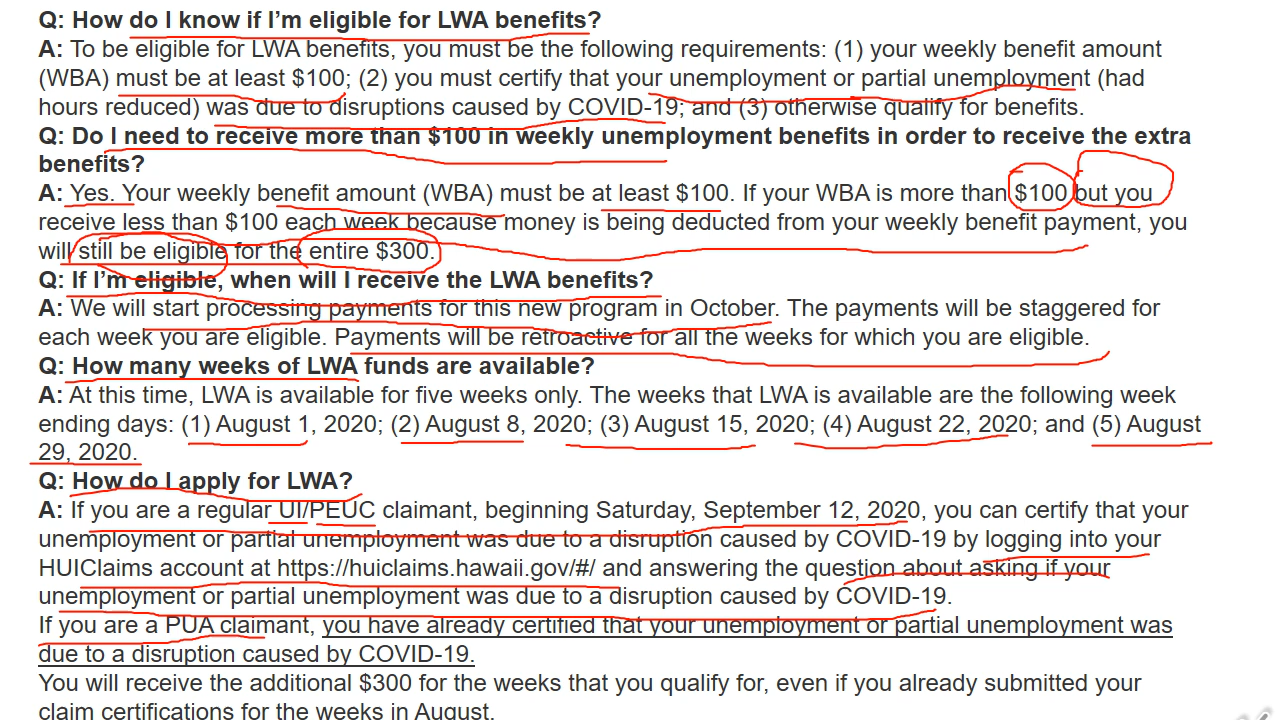 Q: How do I know if I’m eligible for LWA benefits?
A: To be eligible for LWA benefits, you must be the following requirements: (1) your weekly benefit amount
(WBA) must be at least $100; (2) you must certify that your unemployment or partial unemployment (had
hours reduced) was due to disruptions caused by COVID-19; and (3) otherwise qualify for benefits.
Q: Do I need to receive more than $100 in weekly unemployment benefits in order to receive the extra
benefits?
A: Yes. Your weekly benefit amount (WBA) must be at least $100. If your WBA is more than $100 but you
receive less than $100 each week because money is being deducted from your weekly benefit payment, you
will still be eligible for the entire $300.
Q: If I’m eligible, when will I receive the LWA benefits?
A: We will start processing payments for this new program in October. The payments will be staggered for
each week you are eligible. Payments will be retroactive for all the weeks for which you are eligible.
Q: How many weeks of LWA funds are available?
A: At this time, LWA is available for five weeks only. The weeks that LWA is available are the following week
ending days: (1) August 1, 2020; (2) August 8, 2020; (3) August 15, 2020; (4) August 22, 2020; and (5) August
29, 2020.
Q: How do I apply for LWA?
A: If you are a regular UI/PEUC claimant, beginning Saturday, September 12, 2020, you can certify that your
unemployment or partial unemployment was due to a disruption caused by COVID-19 by logging into your
HUIClaims account at https://huiclaims.hawaii.gov/#/ and answering the question about asking if your
unemployment or partial unemployment was due to a disruption caused by COVID-19.
If you are a PUA claimant, you have already certified that your unemployment or partial unemployment was
due to a disruption caused by COVID-19.
You will receive the additional $300 for the weeks that you qualify for, even if you already submitted your
claim certifications for the weeks in August.